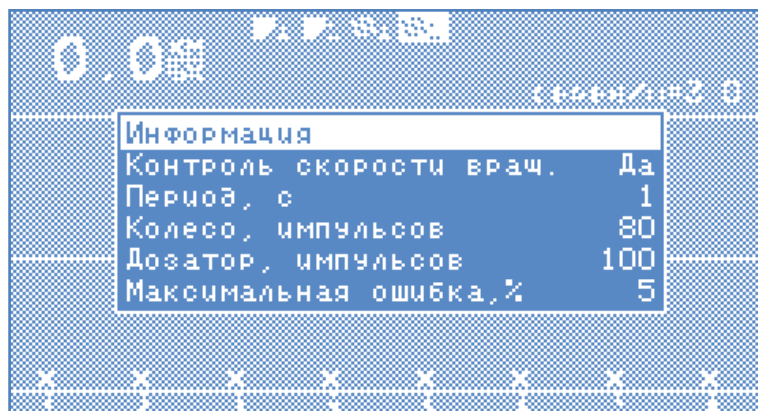 0.0
Информация
Контроль скорости вращ. Да
Период, с 1
Колесо, импульсов 80
Дозатор, импульсов 100
Максимальная ошибка,% 5